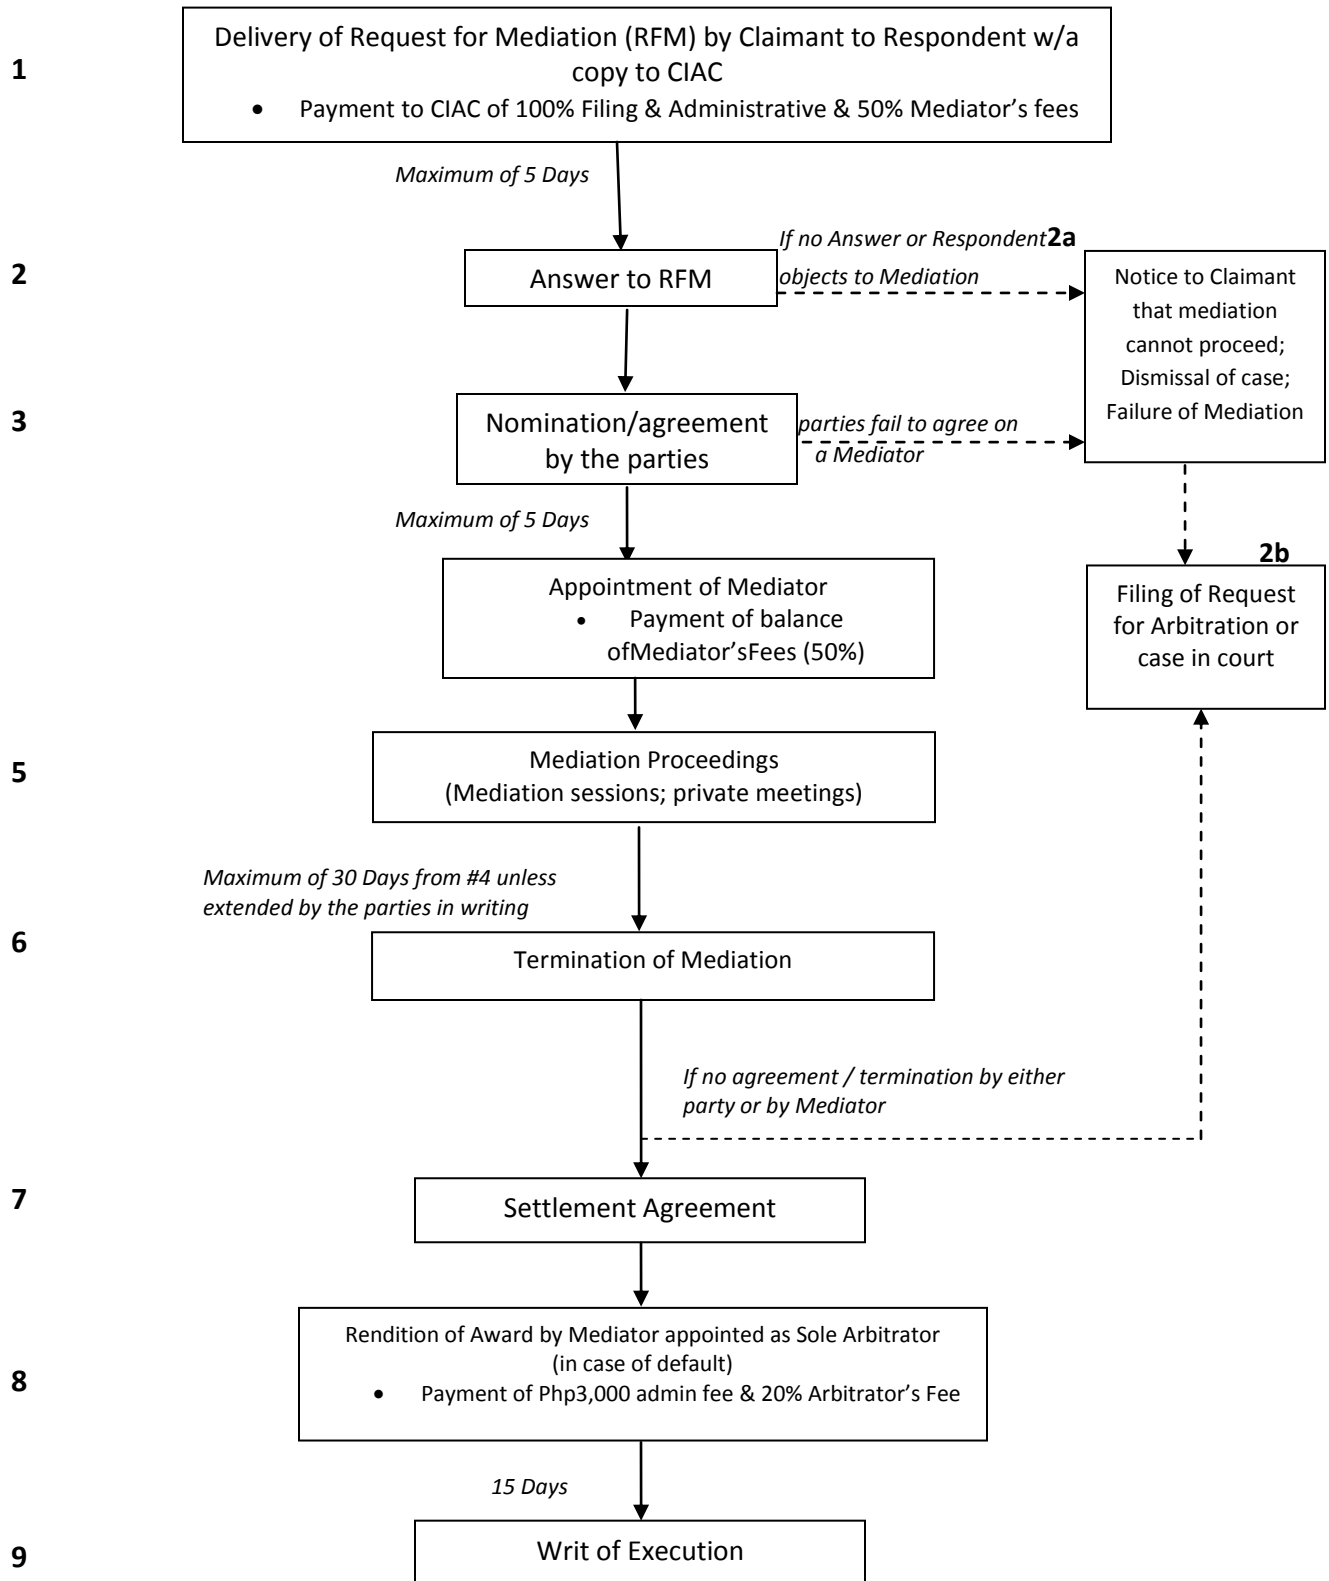 1
Delivery of Request for Mediation (RFM) by Claimant to Respondent w/a
copy to CIAC
• Payment to CIAC of 100% Filing & Administrative & 50% Mediator’s fees
Maximum of 5 Days
2
Answer to RFM
If no Answer or Respondent 2a
objects to Mediation
Notice to Claimant
that mediation
cannot proceed;
Dismissal of case;
Failure of Mediation
3
Nomination/agreement
by the parties
parties fail to agree on
a Mediator
Maximum of 5 Days
2b
Filing of Request
for Arbitration or
case in court
Appointment of Mediator
• Payment of balance
ofMediator’sFees (50%)
5
Mediation Proceedings
(Mediation sessions; private meetings)
Maximum of 30 Days from #4 unless
extended by the parties in writing
6
Termination of Mediation
If no agreement / termination by either
party or by Mediator
7
Settlement Agreement
8
Rendition of Award by Mediator appointed as Sole Arbitrator
(in case of default)
• Payment of Php3,000 admin fee & 20% Arbitrator’s Fee
15 Days
9
Writ of Execution